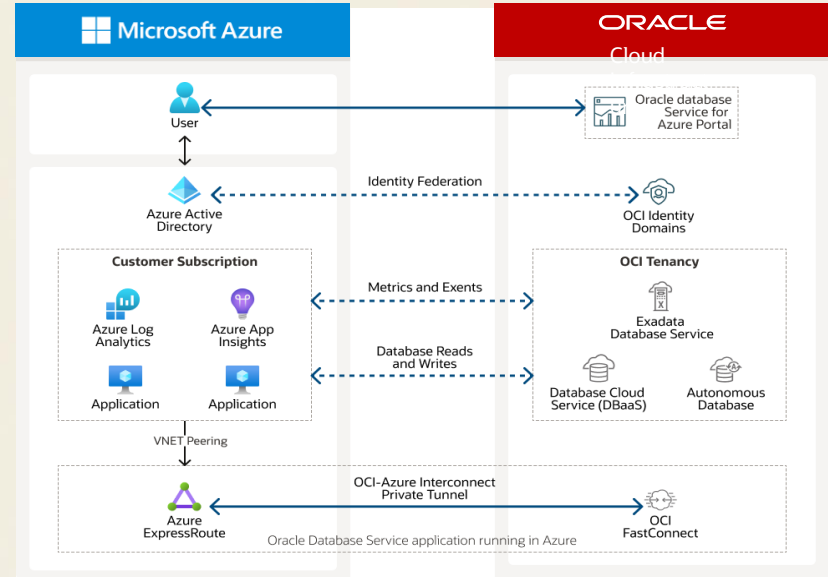 Microsoft Azure
ORACLE
Cloud
User
Oracle database
Service for
Azure Portal
Identity Federation
Azure Active
Directory
OCI Identity
Domains
Customer Subscription
OCI Tenancy
Metrics and Exents
Azure Log
Analytics
Azure App
Insights
Exadata
Database Service
Database Reads
and Writes
Application
Application
Database Cloud
Service (DBaaS)
Autonomous
Database
VNET Peering
OCI-Azure Interconnect
Private Tunnel
Azure
ExpressRoute
OCI
FastConnect
Oracle Database Service application running in Azure